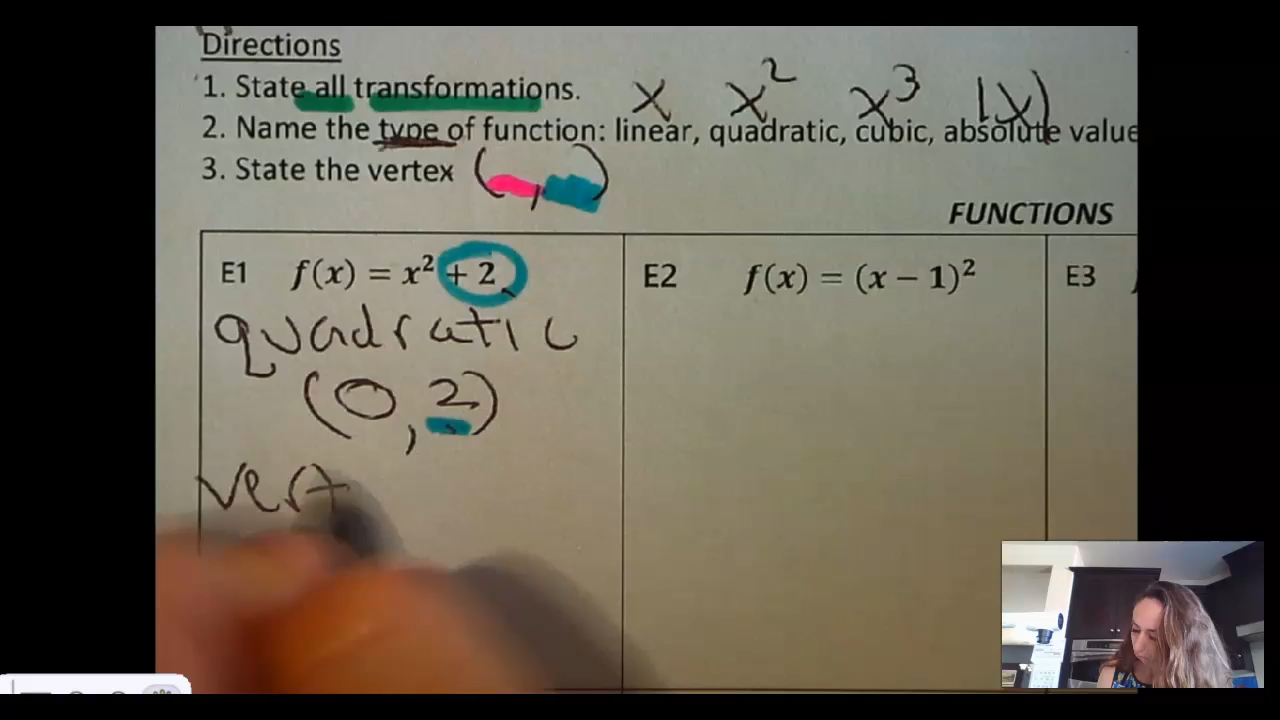 Directions
1. State all transformations.
x x² x³ |x|
2. Name the type of function: linear, quadratic, cubic, absolute value
3. State the vertex ( , )
FUNCTIONS
E1 f(x) = x² + 2
E2 f(x) = (x − 1)²
E3
quadratic
(0, 2)
vert